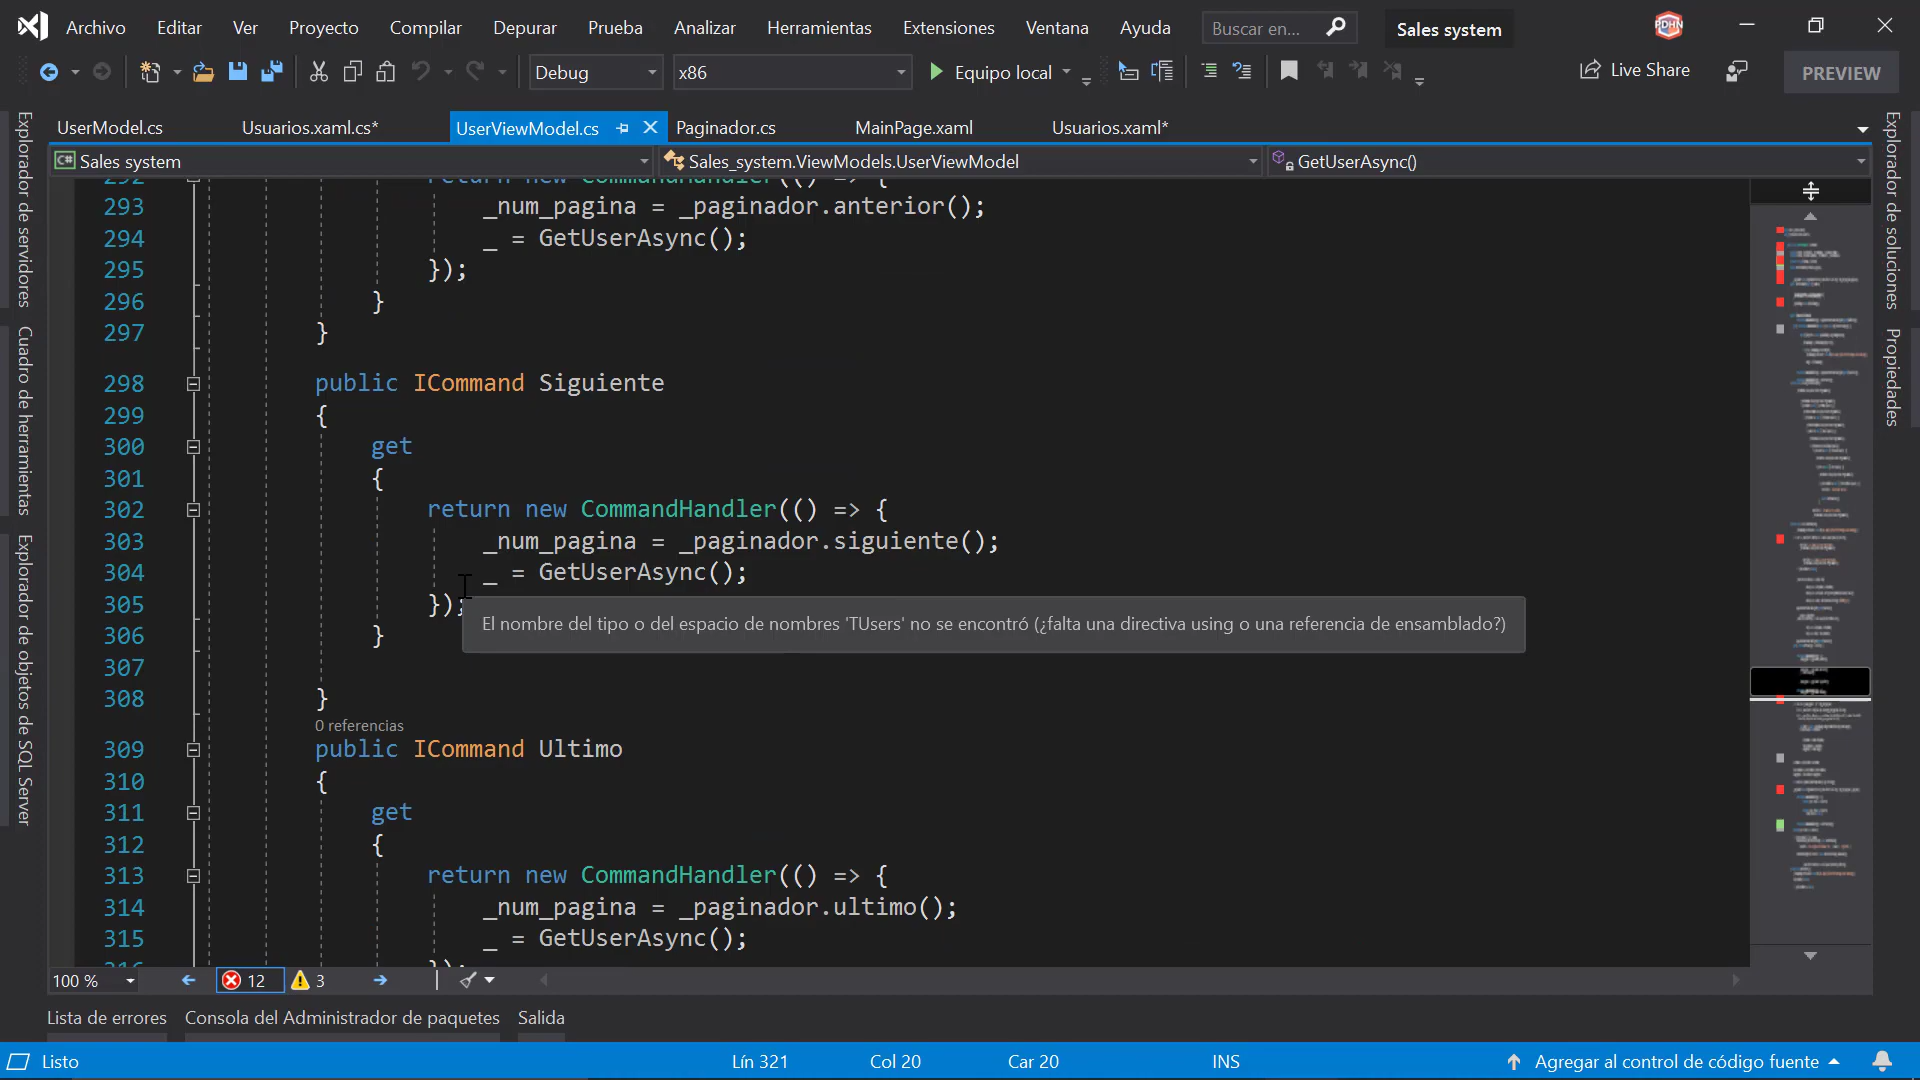 Archivo Editar Ver Proyecto Compilar Depurar Prueba Analizar Herramientas Extensiones Ventana Ayuda Buscar en... Sales system PDHN
Debug x86 Equipo local Live Share PREVIEW
UserModel.cs Usuarios.xaml.cs* UserViewModel.cs Paginador.cs MainPage.xaml Usuarios.xaml*
C# Sales system Sales_system.ViewModels.UserViewModel GetUserAsync()
Explorador de servidores
Cuadro de herramientas
Explorador de objetos de SQL Server
292 return new CommandHandler(() => {
293 _num_pagina = _paginador.anterior();
294 _ = GetUserAsync();
295 });
296 }
297 }
298 public ICommand Siguiente
299 {
300 get
301 {
302 return new CommandHandler(() => {
303 _num_pagina = _paginador.siguiente();
304 _ = GetUserAsync();
305 });
El nombre del tipo o del espacio de nombres 'TUsers' no se encontró (¿falta una directiva using o una referencia de ensamblado?)
306 }
307
308 }
0 referencias
309 public ICommand Ultimo
310 {
311 get
312 {
313 return new CommandHandler(() => {
314 _num_pagina = _paginador.ultimo();
315 _ = GetUserAsync();
316 });
Explorador de soluciones
Propiedades
100 % 12 3
Lista de errores Consola del Administrador de paquetes Salida
Listo Lín 321 Col 20 Car 20 INS Agregar al control de código fuente